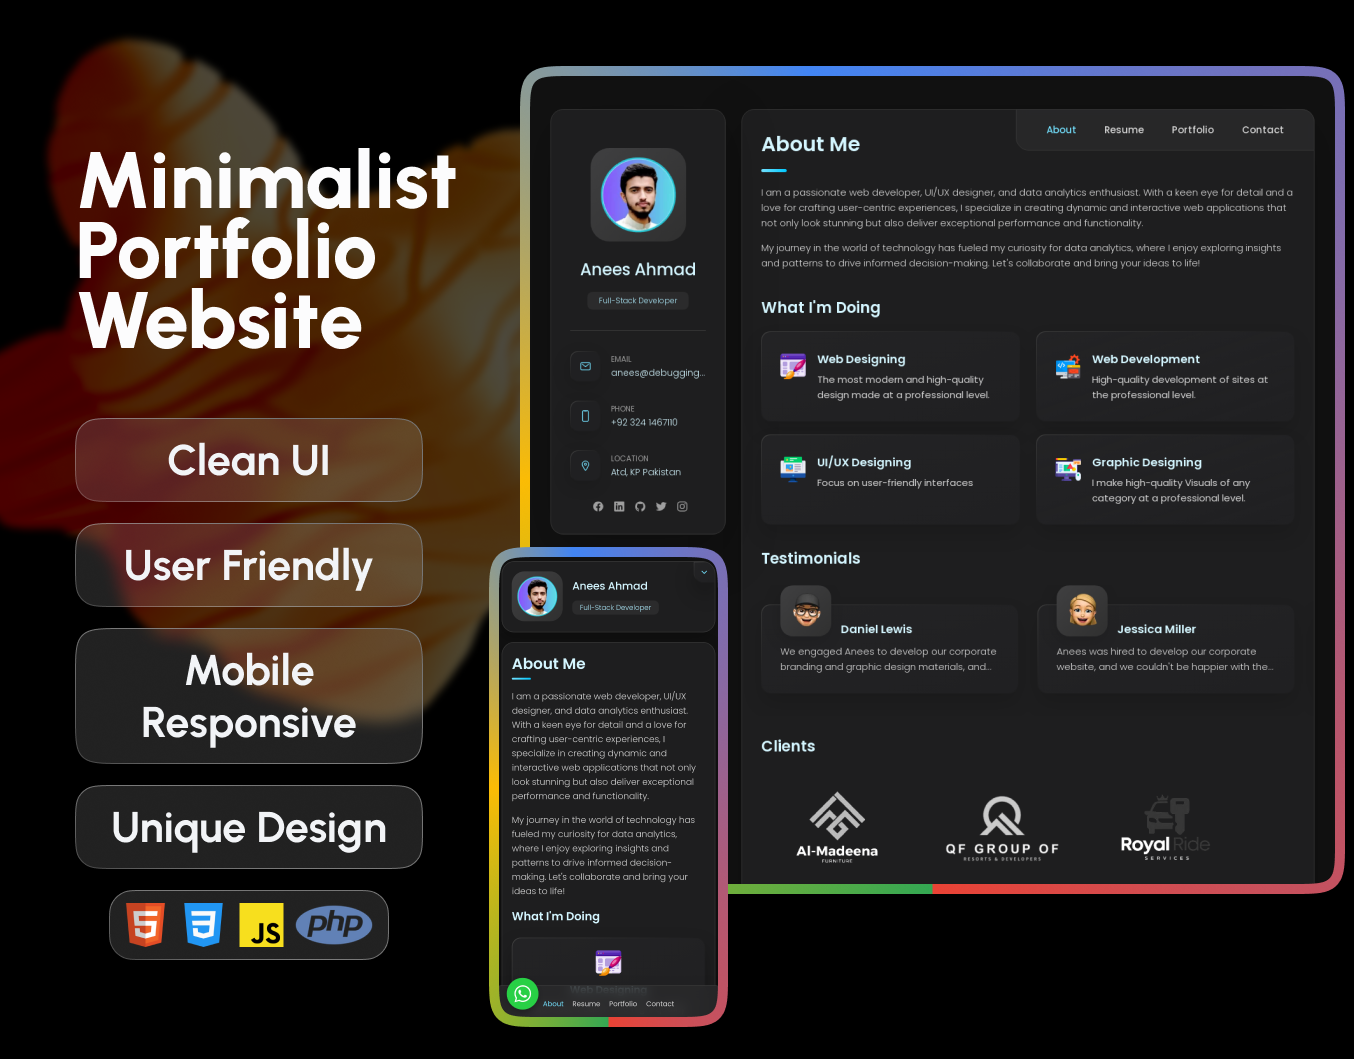 Minimalist
Portfolio
Website
Clean UI
User Friendly
Mobile
Responsive
Unique Design
5
3
JS
php
Anees Ahmad
Full-Stack Developer
EMAIL
anees@debugging...
PHONE
+92 324 1467110
LOCATION
Atd, KP Pakistan
About Resume Portfolio Contact
About Me
I am a passionate web developer, UI/UX designer, and data analytics enthusiast. With a keen eye for detail and a
love for crafting user-centric experiences, I specialize in creating dynamic and interactive web applications that
not only look stunning but also deliver exceptional performance and functionality.
My journey in the world of technology has fueled my curiosity for data analytics, where I enjoy exploring insights
and patterns to drive informed decision-making. Let's collaborate and bring your ideas to life!
What I'm Doing
Web Designing
The most modern and high-quality
design made at a professional level.
Web Development
High-quality development of sites at
the professional level.
UI/UX Designing
Focus on user-friendly interfaces
Graphic Designing
I make high-quality Visuals of any
category at a professional level.
Testimonials
Daniel Lewis
We engaged Anees to develop our corporate
branding and graphic design materials, and...
Jessica Miller
Anees was hired to develop our corporate
website, and we couldn't be happier with the...
Clients
Al-Madeena
FURNITURE
QF GROUP OF
RESORTS & DEVELOPERS
Royal Ride
SERVICES
Anees Ahmad
Full-Stack Developer
About Me
I am a passionate web developer, UI/UX
designer, and data analytics enthusiast.
With a keen eye for detail and a love for
crafting user-centric experiences, I
specialize in creating dynamic and
interactive web applications that not only
look stunning but also deliver exceptional
performance and functionality.
My journey in the world of technology has
fueled my curiosity for data analytics,
where I enjoy exploring insights and
patterns to drive informed decision-
making. Let's collaborate and bring your
ideas to life!
What I'm Doing
Web Designing
About Resume Portfolio Contact